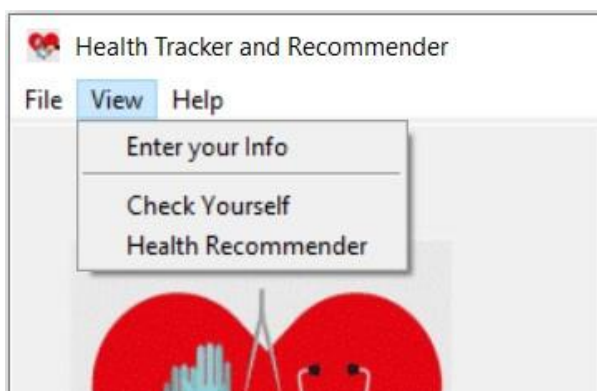 Health Tracker and Recommender
File View Help
Enter your Info
Check Yourself
Health Recommender